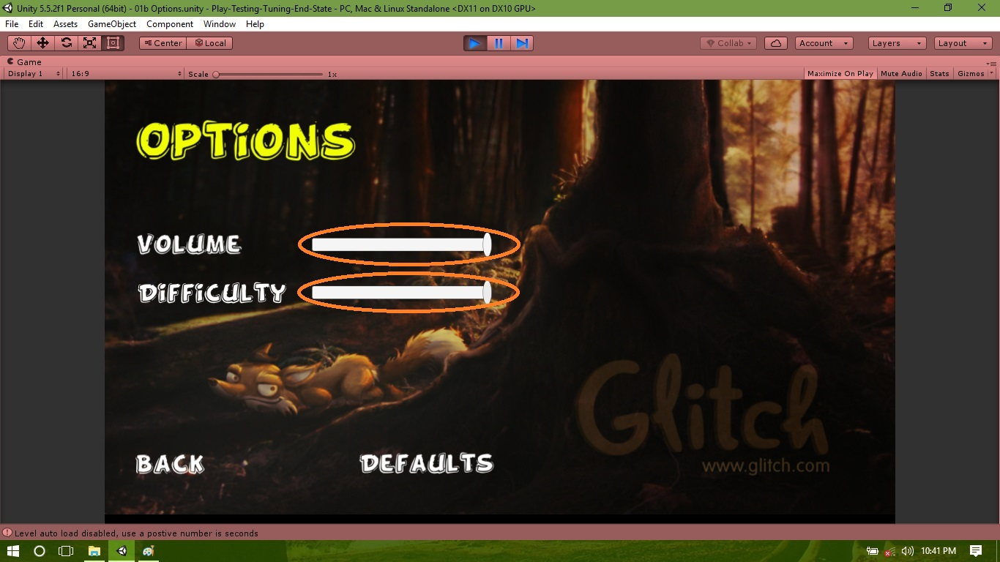 Unity 5.5.2f1 Personal (64bit) - 01b Options.unity - Play-Testing-Tuning-End-State - PC, Mac & Linux Standalone <DX11 on DX10 GPU>
File Edit Assets GameObject Component Window Help
Center Local Collab Account Layers Layout
Game
Display 1 16:9 Scale 1x Maximize On Play Mute Audio Stats Gizmos
OPTiONS
VOLUME
DiFFiCULTY
Glitch
www.glitch.com
BACK DEFAULTS
Level auto load disabled, use a postive number is seconds
10:41 PM